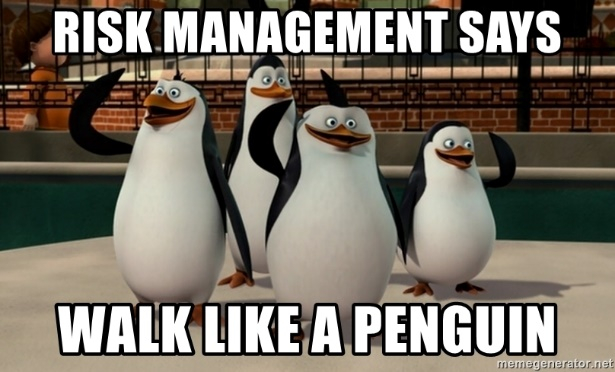 RISK MANAGEMENT SAYS
WALK LIKE A PENGUIN
memegenerator.net